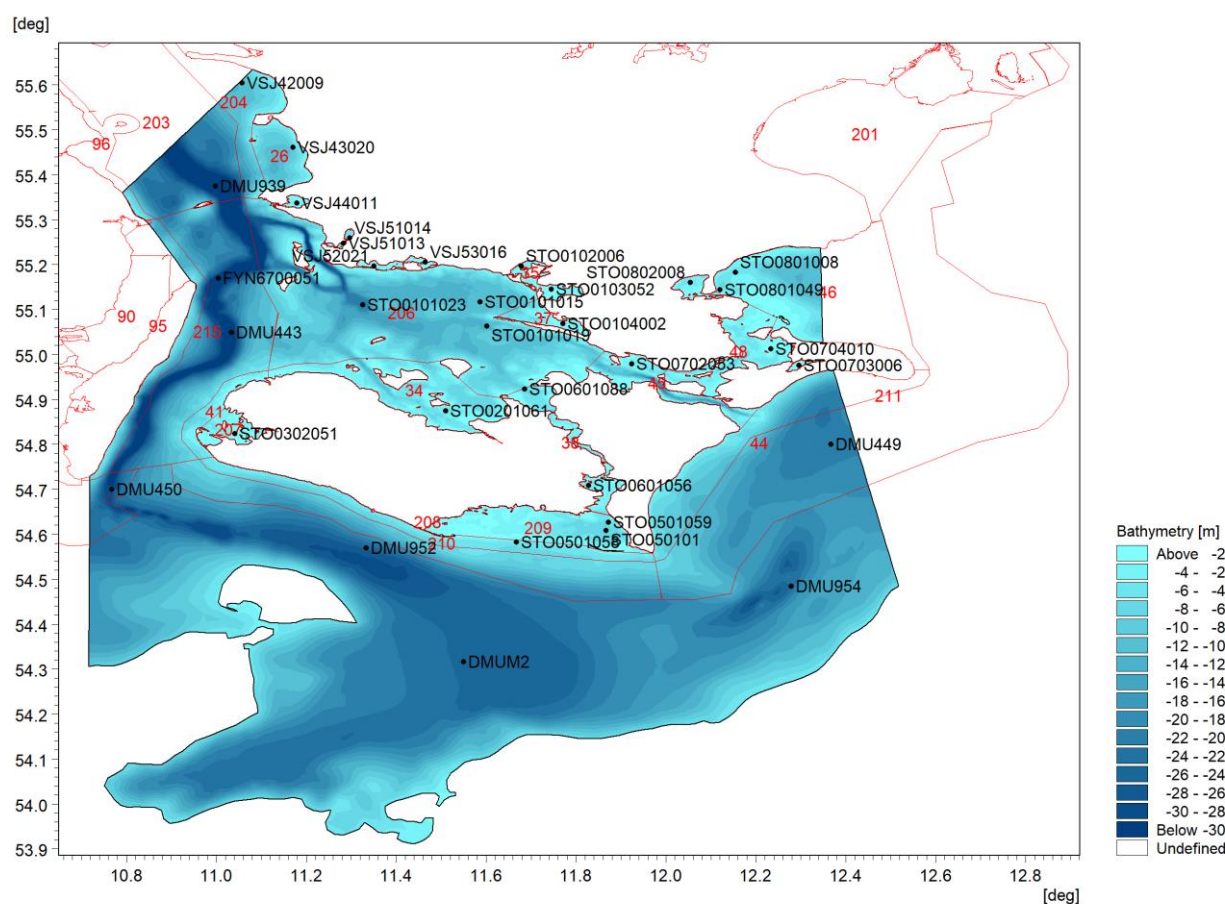 [deg]
55.6
55.5
55.4
55.3
55.2
55.1
55.0
54.9
54.8
54.7
54.6
54.5
54.4
54.3
54.2
54.1
54.0
53.9
VSJ42009
204
203
96
201
VSJ43020
26
DMU939
VSJ44011
VSJ51014
VSJ51013
VSJ52021
VSJ53016
STO0102006
35
STO0802008
STO0801008
FYN6700051
STO0103052
STO0801049
46
STO0101023
STO0101015
206
90
95
37
STO0104002
215
DMU443
STO0101019
48
STO0704010
STO0702053
STO0703006
45
34
STO0601088
211
41
STO0201061
207
STO0302051
38
44
DMU449
DMU450
STO0601056
208
209
STO0501059
STO050101
210
STO0501058
DMU952
DMU954
DMUM2
10.8 11.0 11.2 11.4 11.6 11.8 12.0 12.2 12.4 12.6 12.8
[deg]
Bathymetry [m]
Above -2
-4 - -2
-6 - -4
-8 - -6
-10 - -8
-12 - -10
-14 - -12
-16 - -14
-18 - -16
-20 - -18
-22 - -20
-24 - -22
-26 - -24
-28 - -26
-30 - -28
Below -30
Undefined